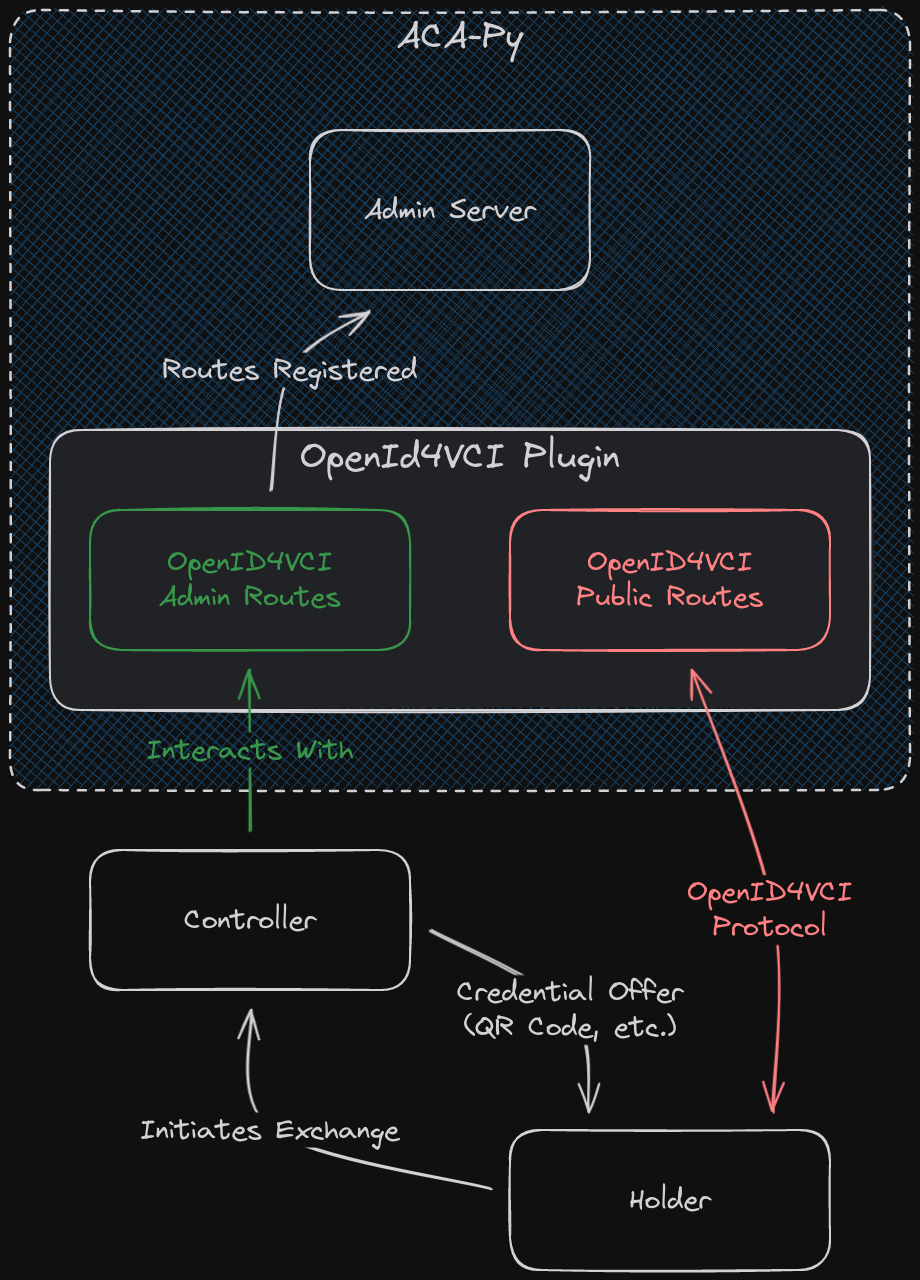 ACA-Py
Admin Server
Routes Registered
OpenId4VCI Plugin
OpenID4VCI
Admin Routes
OpenID4VCI
Public Routes
Interacts With
OpenID4VCI
Protocol
Controller
Credential Offer
(QR Code, etc.)
Initiates Exchange
Holder